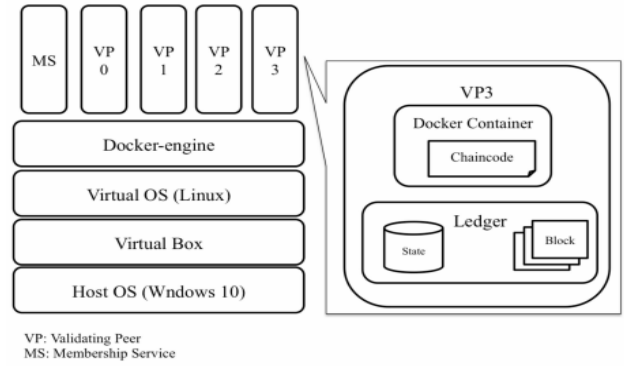 MS
VP
0
VP
1
VP
2
VP
3
Docker-engine
Virtual OS (Linux)
Virtual Box
Host OS (Wndows 10)
VP3
Docker Container
Chaincode
Ledger
State
Block
VP: Validating Peer
MS: Membership Service